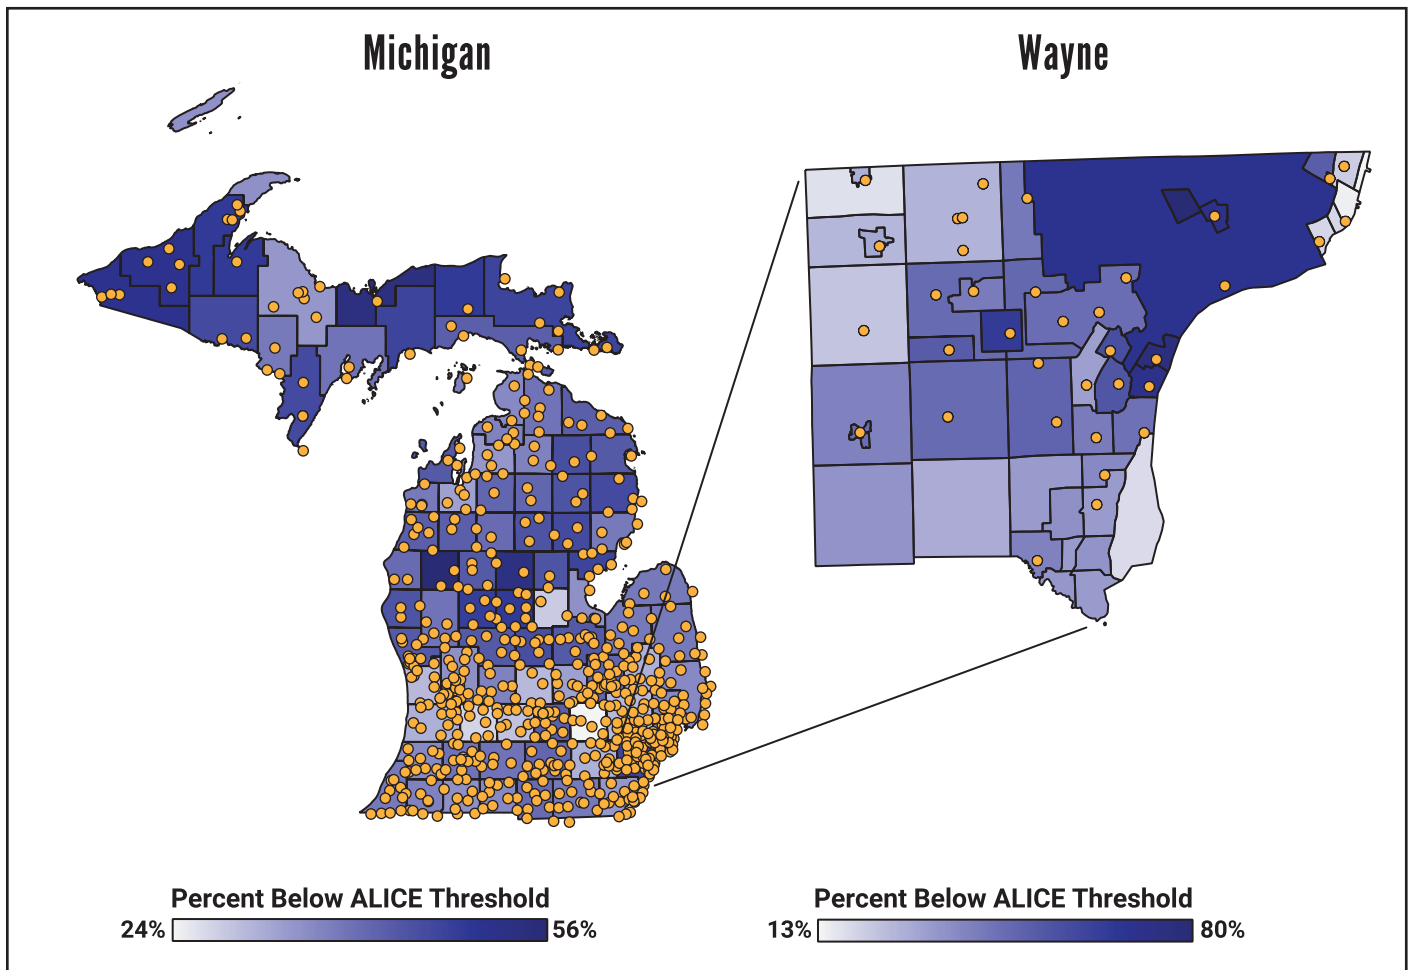 Michigan
Wayne
Percent Below ALICE Threshold
24%
56%
Percent Below ALICE Threshold
13%
80%